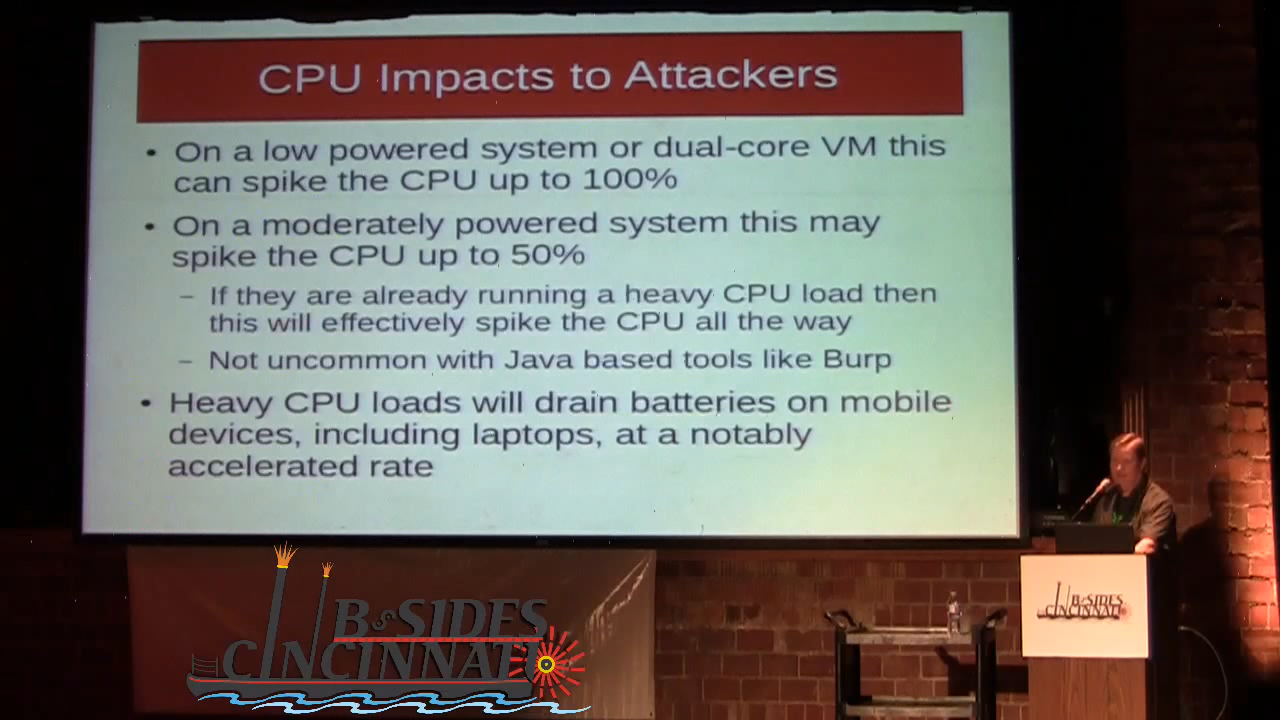 CPU Impacts to Attackers
• On a low powered system or dual-core VM this
can spike the CPU up to 100%
• On a moderately powered system this may
spike the CPU up to 50%
– If they are already running a heavy CPU load then
this will effectively spike the CPU all the way
– Not uncommon with Java based tools like Burp
• Heavy CPU loads will drain batteries on mobile
devices, including laptops, at a notably
accelerated rate
BSIDES
CINCINNATI
BSIDES
CINCINNATI